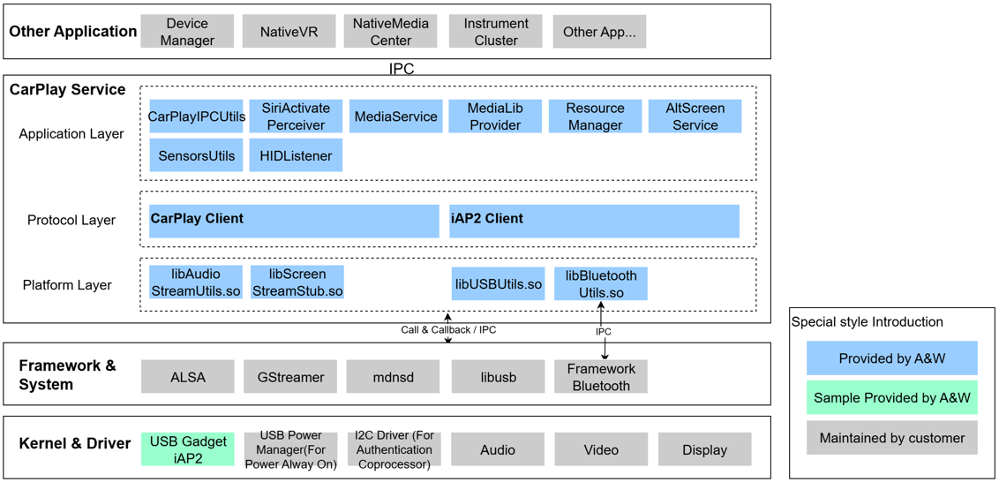 Other Application
Device
Manager
NativeVR
NativeMedia
Center
Instrument
Cluster
Other App...
IPC
CarPlay Service
Application Layer
CarPlayIPCUtils
SiriActivate
Perceiver
MediaService
MediaLib
Provider
Resource
Manager
AltScreen
Service
SensorsUtils
HIDListener
Protocol Layer
CarPlay Client
iAP2 Client
Platform Layer
libAudio
StreamUtils.so
libScreen
StreamStub.so
libUSBUtils.so
libBluetooth
Utils.so
Call & Callback / IPC
IPC
Framework &
System
ALSA
GStreamer
mdnsd
libusb
Framework
Bluetooth
Kernel & Driver
USB Gadget
iAP2
USB Power
Manager(For
Power Alway On)
I2C Driver (For
Authentication
Coprocessor)
Audio
Video
Display
Special style Introduction
Provided by A&W
Sample Provided by A&W
Maintained by customer